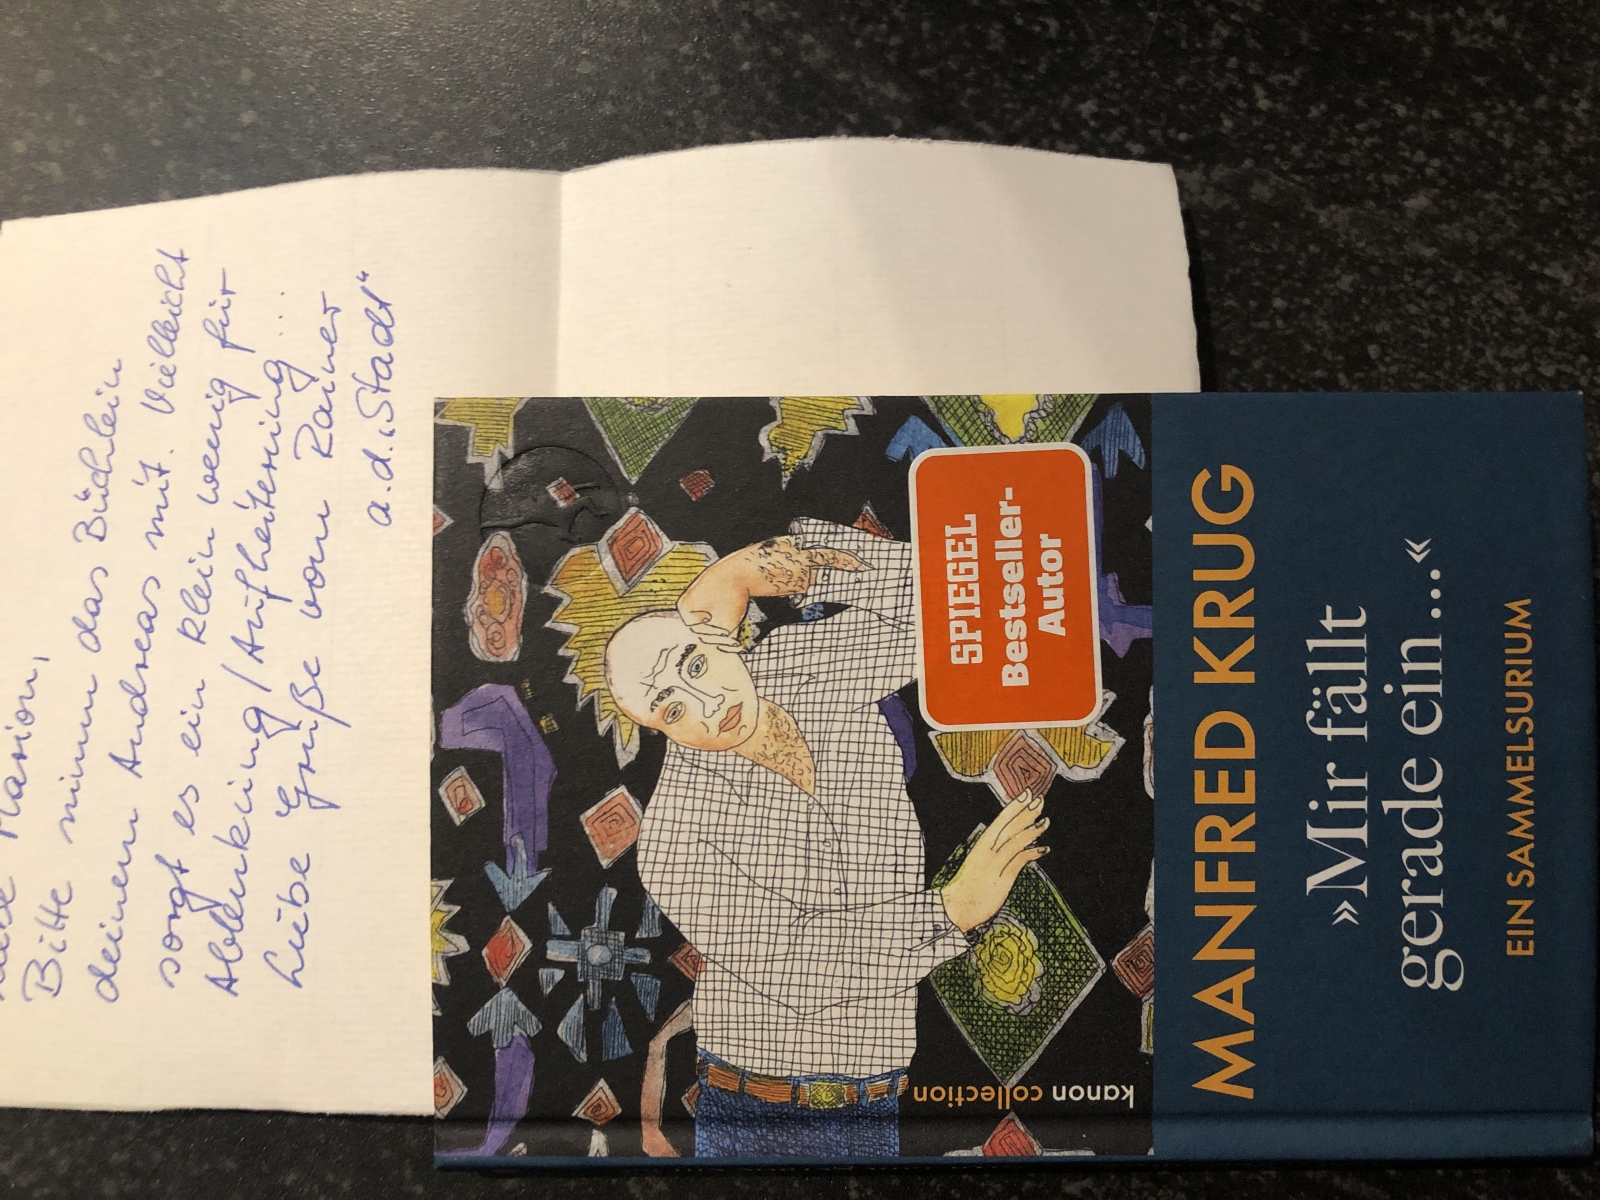 Liebe Marion,
Bitte nimm das Büchlein
deinem Andreas mit. Vielleicht
sorgt es ein klein wenig für
Ablenkung/Aufheiterung...
Liebe Grüße vom Rainer
a.d. „Stadt“
SPIEGEL
Bestseller-
Autor
kanon collection
MANFRED KRUG
»Mir fällt
gerade ein ...«
EIN SAMMELSURIUM